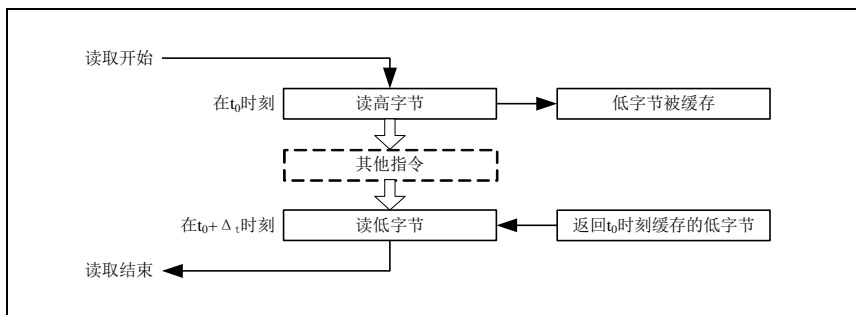 读取开始
在t₀时刻
读高字节
低字节被缓存
其他指令
在t₀+Δₜ时刻
读低字节
返回t₀时刻缓存的低字节
读取结束